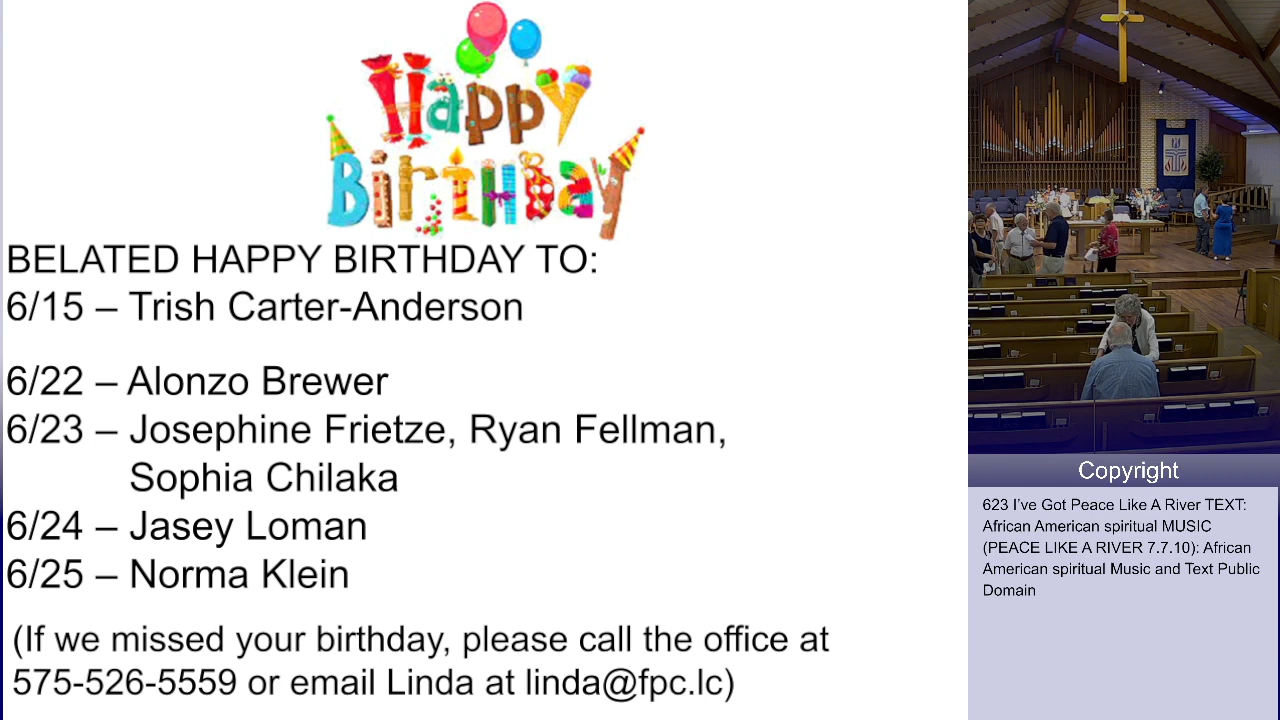 Happy
Birthday
BELATED HAPPY BIRTHDAY TO:
6/15 – Trish Carter-Anderson
6/22 – Alonzo Brewer
6/23 – Josephine Frietze, Ryan Fellman,
Sophia Chilaka
6/24 – Jasey Loman
6/25 – Norma Klein
(If we missed your birthday, please call the office at
575-526-5559 or email Linda at linda@fpc.lc)
Copyright
623 I’ve Got Peace Like A River TEXT:
African American spiritual MUSIC
(PEACE LIKE A RIVER 7.7.10): African
American spiritual Music and Text Public
Domain